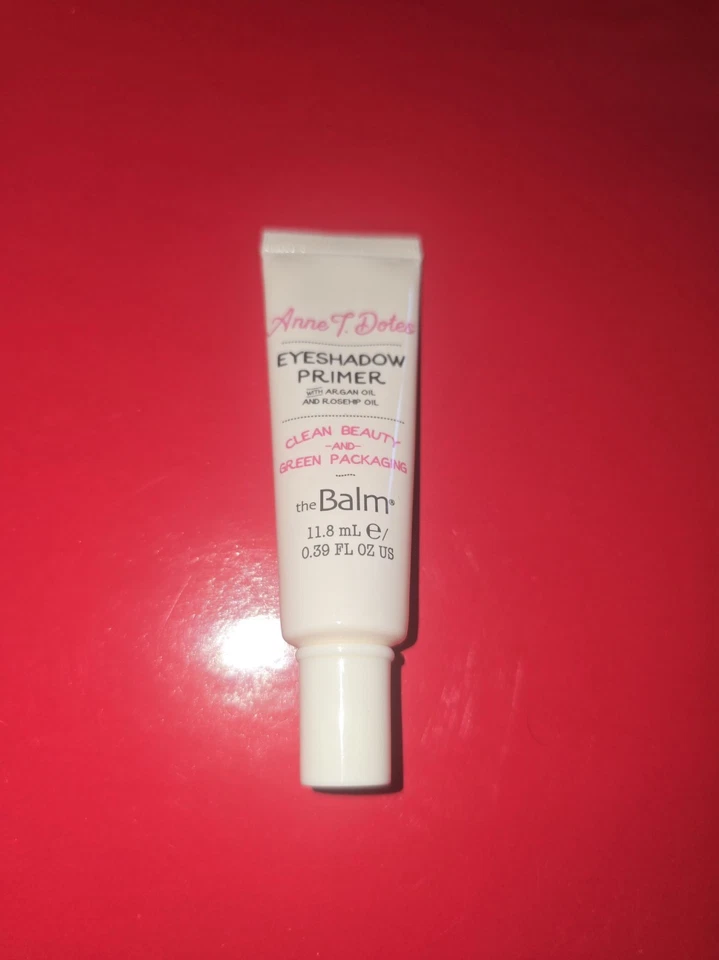 Anne T. Dotes
EYESHADOW
PRIMER
WITH ARGAN OIL
AND ROSEHIP OIL
CLEAN BEAUTY
-AND-
GREEN PACKAGING
theBalm®
11.8 mL ℮/
0.39 FL OZ US